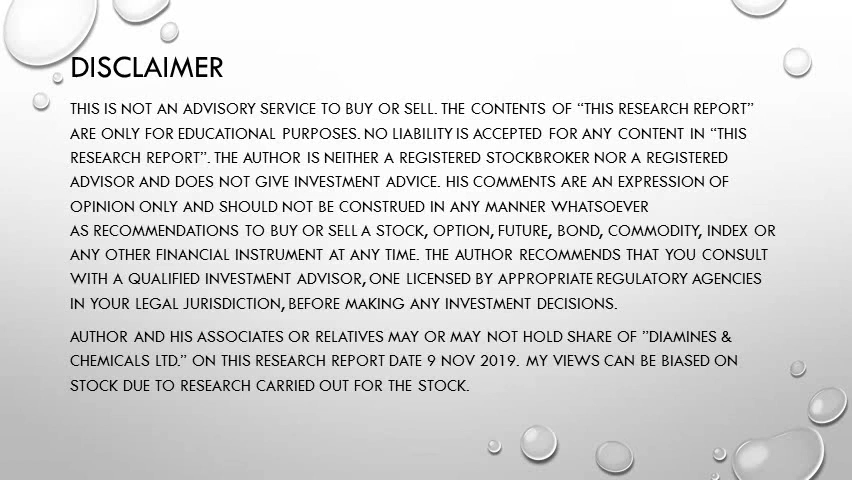 DISCLAIMER
THIS IS NOT AN ADVISORY SERVICE TO BUY OR SELL. THE CONTENTS OF “THIS RESEARCH REPORT”
ARE ONLY FOR EDUCATIONAL PURPOSES. NO LIABILITY IS ACCEPTED FOR ANY CONTENT IN “THIS
RESEARCH REPORT”. THE AUTHOR IS NEITHER A REGISTERED STOCKBROKER NOR A REGISTERED
ADVISOR AND DOES NOT GIVE INVESTMENT ADVICE. HIS COMMENTS ARE AN EXPRESSION OF
OPINION ONLY AND SHOULD NOT BE CONSTRUED IN ANY MANNER WHATSOEVER
AS RECOMMENDATIONS TO BUY OR SELL A STOCK, OPTION, FUTURE, BOND, COMMODITY, INDEX OR
ANY OTHER FINANCIAL INSTRUMENT AT ANY TIME. THE AUTHOR RECOMMENDS THAT YOU CONSULT
WITH A QUALIFIED INVESTMENT ADVISOR, ONE LICENSED BY APPROPRIATE REGULATORY AGENCIES
IN YOUR LEGAL JURISDICTION, BEFORE MAKING ANY INVESTMENT DECISIONS.
AUTHOR AND HIS ASSOCIATES OR RELATIVES MAY OR MAY NOT HOLD SHARE OF ”DIAMINES &
CHEMICALS LTD.” ON THIS RESEARCH REPORT DATE 9 NOV 2019. MY VIEWS CAN BE BIASED ON
STOCK DUE TO RESEARCH CARRIED OUT FOR THE STOCK.